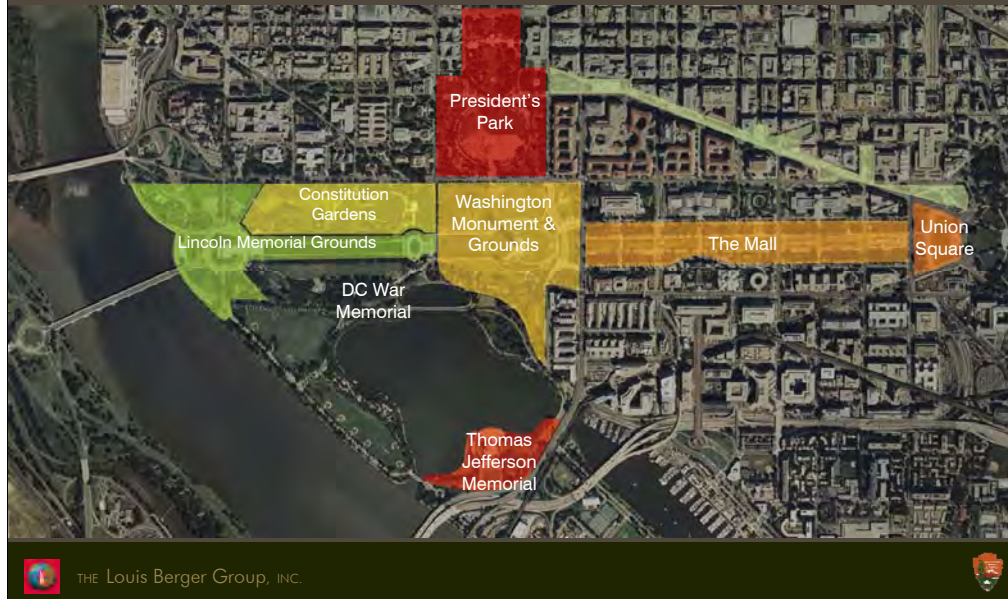 President's
Park
Constitution
Gardens
Washington
Monument &
Grounds
Lincoln Memorial Grounds
The Mall
Union
Square
DC War
Memorial
Thomas
Jefferson
Memorial
THE Louis Berger Group, INC.